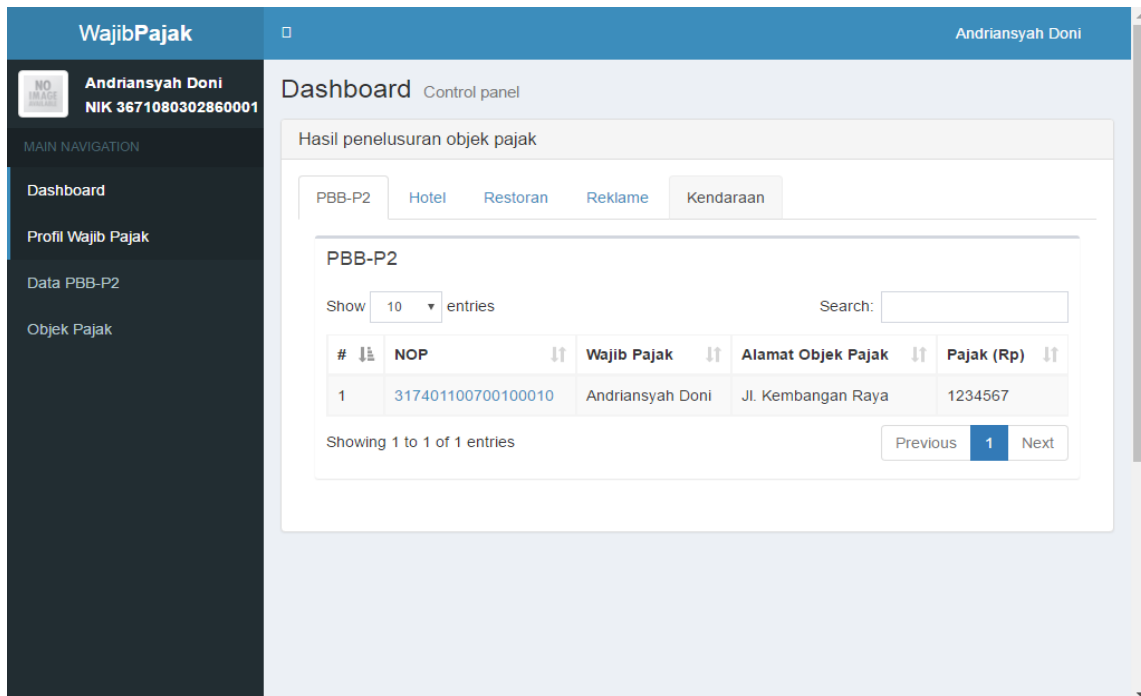 WajibPajak
Andriansyah Doni
NO IMAGE AVAILABLE
Andriansyah Doni
NIK 3671080302860001
MAIN NAVIGATION
Dashboard
Profil Wajib Pajak
Data PBB-P2
Objek Pajak
Dashboard Control panel
Hasil penelusuran objek pajak
PBB-P2 Hotel Restoran Reklame Kendaraan
PBB-P2
Show 10 entries Search:
# NOP Wajib Pajak Alamat Objek Pajak Pajak (Rp)
1 317401100700100010 Andriansyah Doni Jl. Kembangan Raya 1234567
Showing 1 to 1 of 1 entries Previous 1 Next